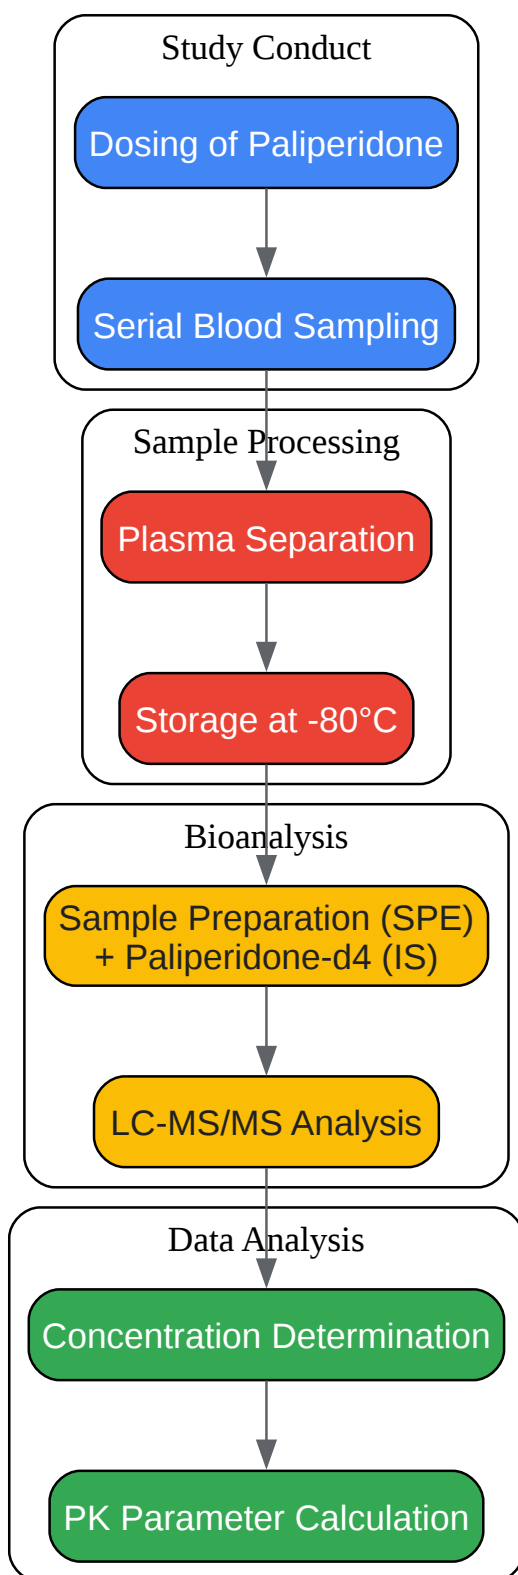 Study Conduct
Dosing of Paliperidone
Serial Blood Sampling
Sample Processing
Plasma Separation
Storage at -80°C
Bioanalysis
Sample Preparation (SPE)
+ Paliperidone-d4 (IS)
LC-MS/MS Analysis
Data Analysis
Concentration Determination
PK Parameter Calculation